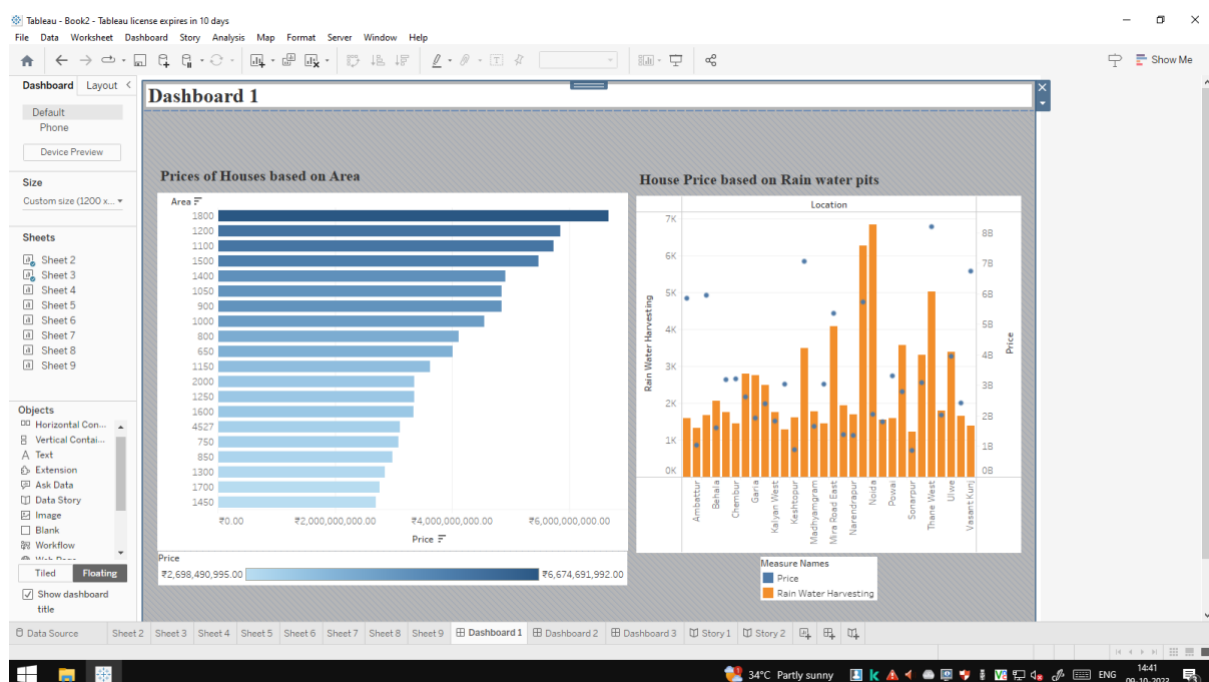 Tableau - Book2 - Tableau license expires in 10 days
File Data Worksheet Dashboard Story Analysis Map Format Server Window Help
Show Me
Dashboard Layout
Default
Phone
Device Preview
Size
Custom size (1200 x...
Sheets
Sheet 2
Sheet 3
Sheet 4
Sheet 5
Sheet 6
Sheet 7
Sheet 8
Sheet 9
Objects
Horizontal Con...
Vertical Contai...
Text
Extension
Ask Data
Data Story
Image
Blank
Workflow
Web Page
Tiled Floating
Show dashboard
title
Dashboard 1
Prices of Houses based on Area
Area
1800
1200
1100
1500
1400
1050
900
1000
800
650
1150
2000
1250
1600
4527
750
850
1300
1700
1450
₹0.00 ₹2,000,000,000.00 ₹4,000,000,000.00 ₹6,000,000,000.00
Price
Price
₹2,698,490,995.00 ₹6,674,691,992.00
House Price based on Rain water pits
Location
7K
6K
5K
4K
3K
2K
1K
0K
Rain Water Harvesting
8B
7B
6B
5B
4B
3B
2B
1B
0B
Price
Ambattur
Behala
Chembur
Garia
Kalyan West
Keshtopur
Madhyamgram
Mira Road East
Narendrapur
Noida
Powai
Sonarpur
Thane West
Ulwe
Vasant Kunj
Measure Names
Price
Rain Water Harvesting
Data Source Sheet 2 Sheet 3 Sheet 4 Sheet 5 Sheet 6 Sheet 7 Sheet 8 Sheet 9 Dashboard 1 Dashboard 2 Dashboard 3 Story 1 Story 2
34°C Partly sunny ENG 14:41
09-10-2023